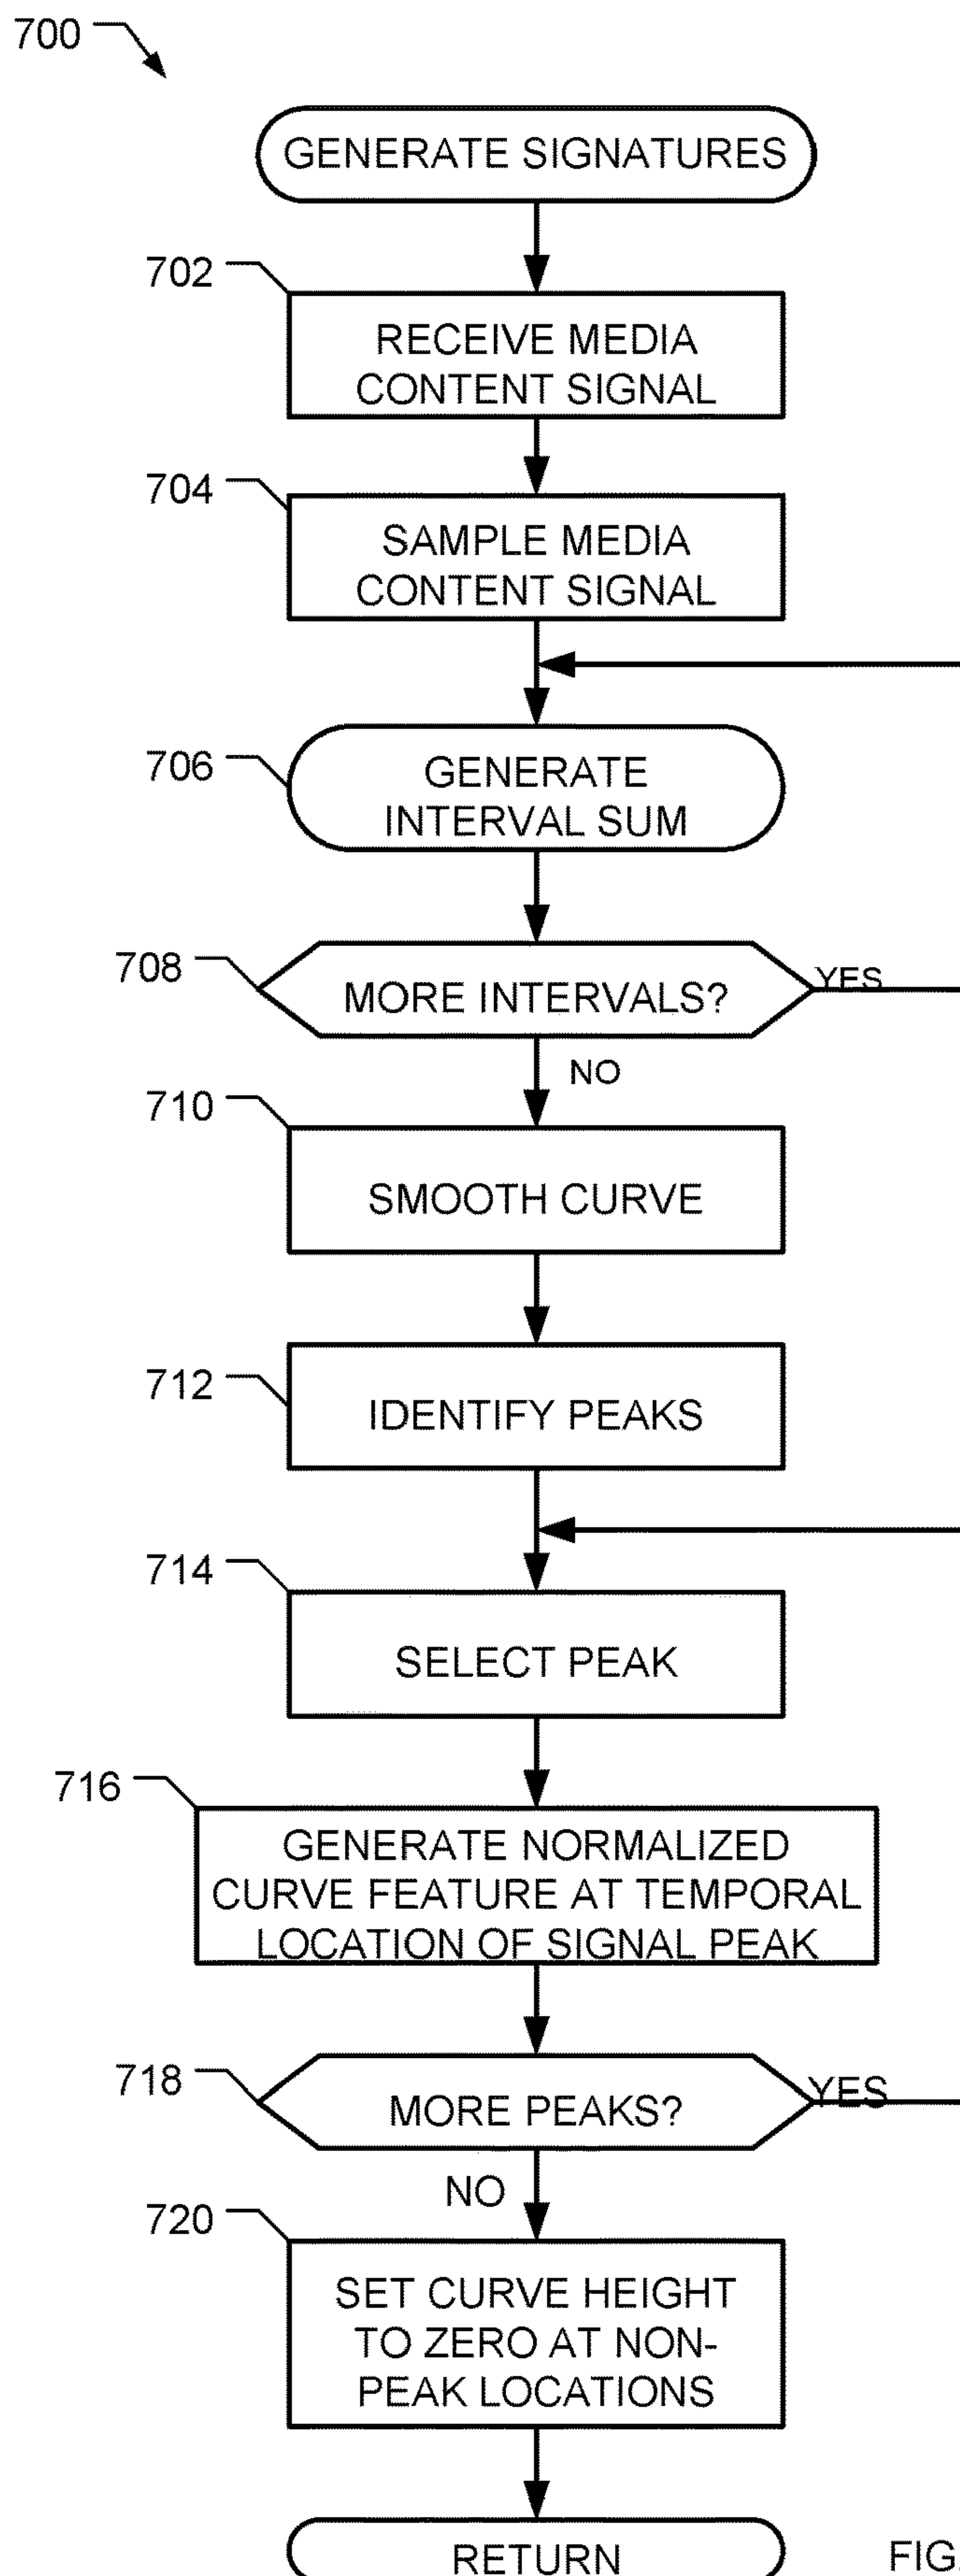 700
GENERATE SIGNATURES
702
RECEIVE MEDIA
CONTENT SIGNAL
704
SAMPLE MEDIA
CONTENT SIGNAL
706
GENERATE
INTERVAL SUM
708
MORE INTERVALS?
YES
NO
710
SMOOTH CURVE
712
IDENTIFY PEAKS
714
SELECT PEAK
716
GENERATE NORMALIZED
CURVE FEATURE AT TEMPORAL
LOCATION OF SIGNAL PEAK
718
MORE PEAKS?
YES
NO
720
SET CURVE HEIGHT
TO ZERO AT NON-
PEAK LOCATIONS
RETURN
FIG.